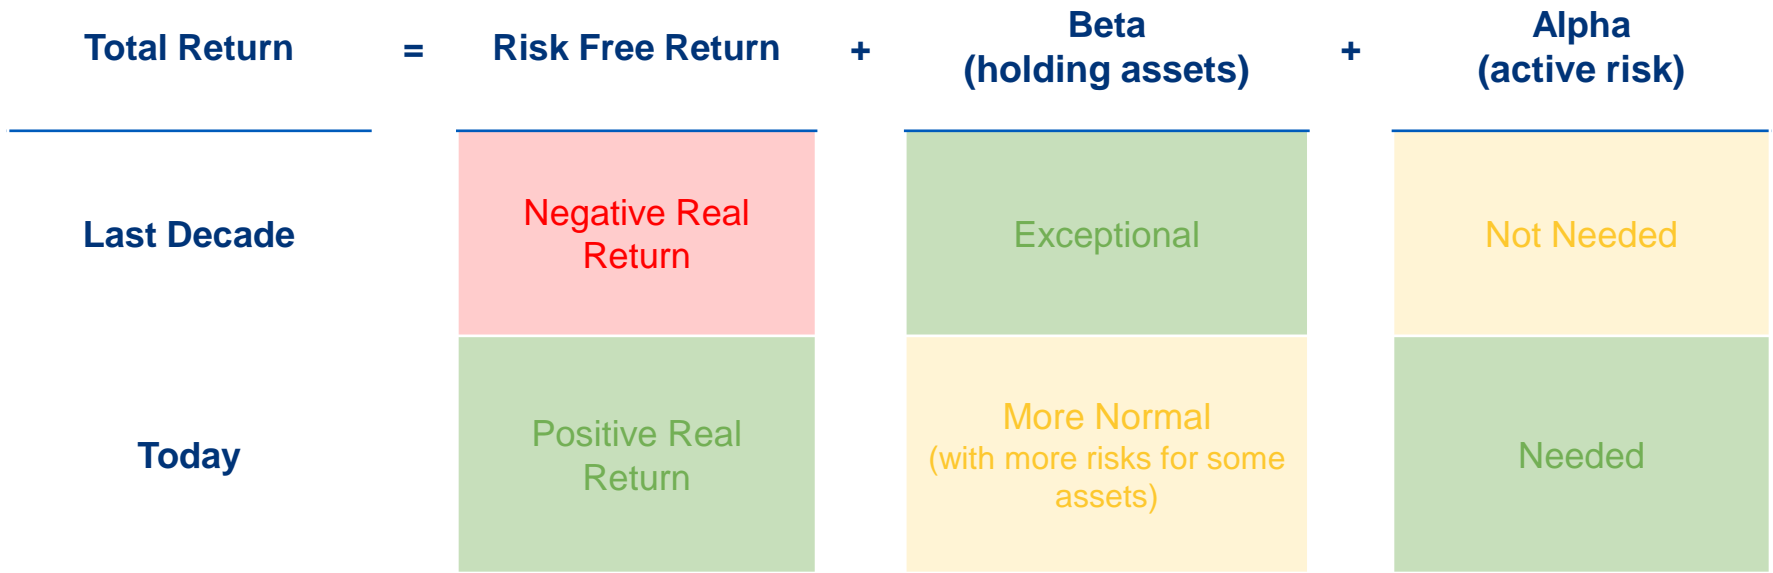 Total Return = Risk Free Return + Beta (holding assets) + Alpha (active risk)
Last Decade
Negative Real
Return
Exceptional
Not Needed
Today
Positive Real
Return
More Normal
(with more risks for some
assets)
Needed